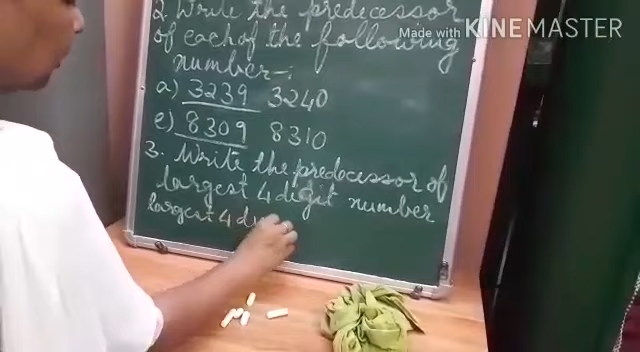 2. Write the predecessor
of each of the following
number-:
a) 3239 3240
e) 8309 8310
3. Write the predecessor of
largest 4 digit number
largest 4 di
Made with KINEMASTER